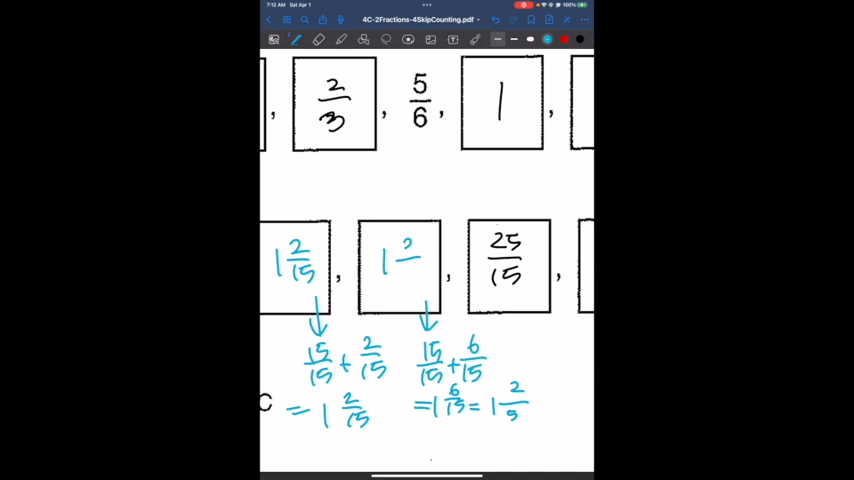 7:12 AM Sat Apr 1
100%
4C-2Fractions-4SkipCounting.pdf
, 2/3 , 5/6 , 1 ,
1 2/15 , 1 2/ , 25/15 ,
15/15 + 2/15 15/15 + 6/15
C = 1 2/15 = 1 6/15 = 1 2/5